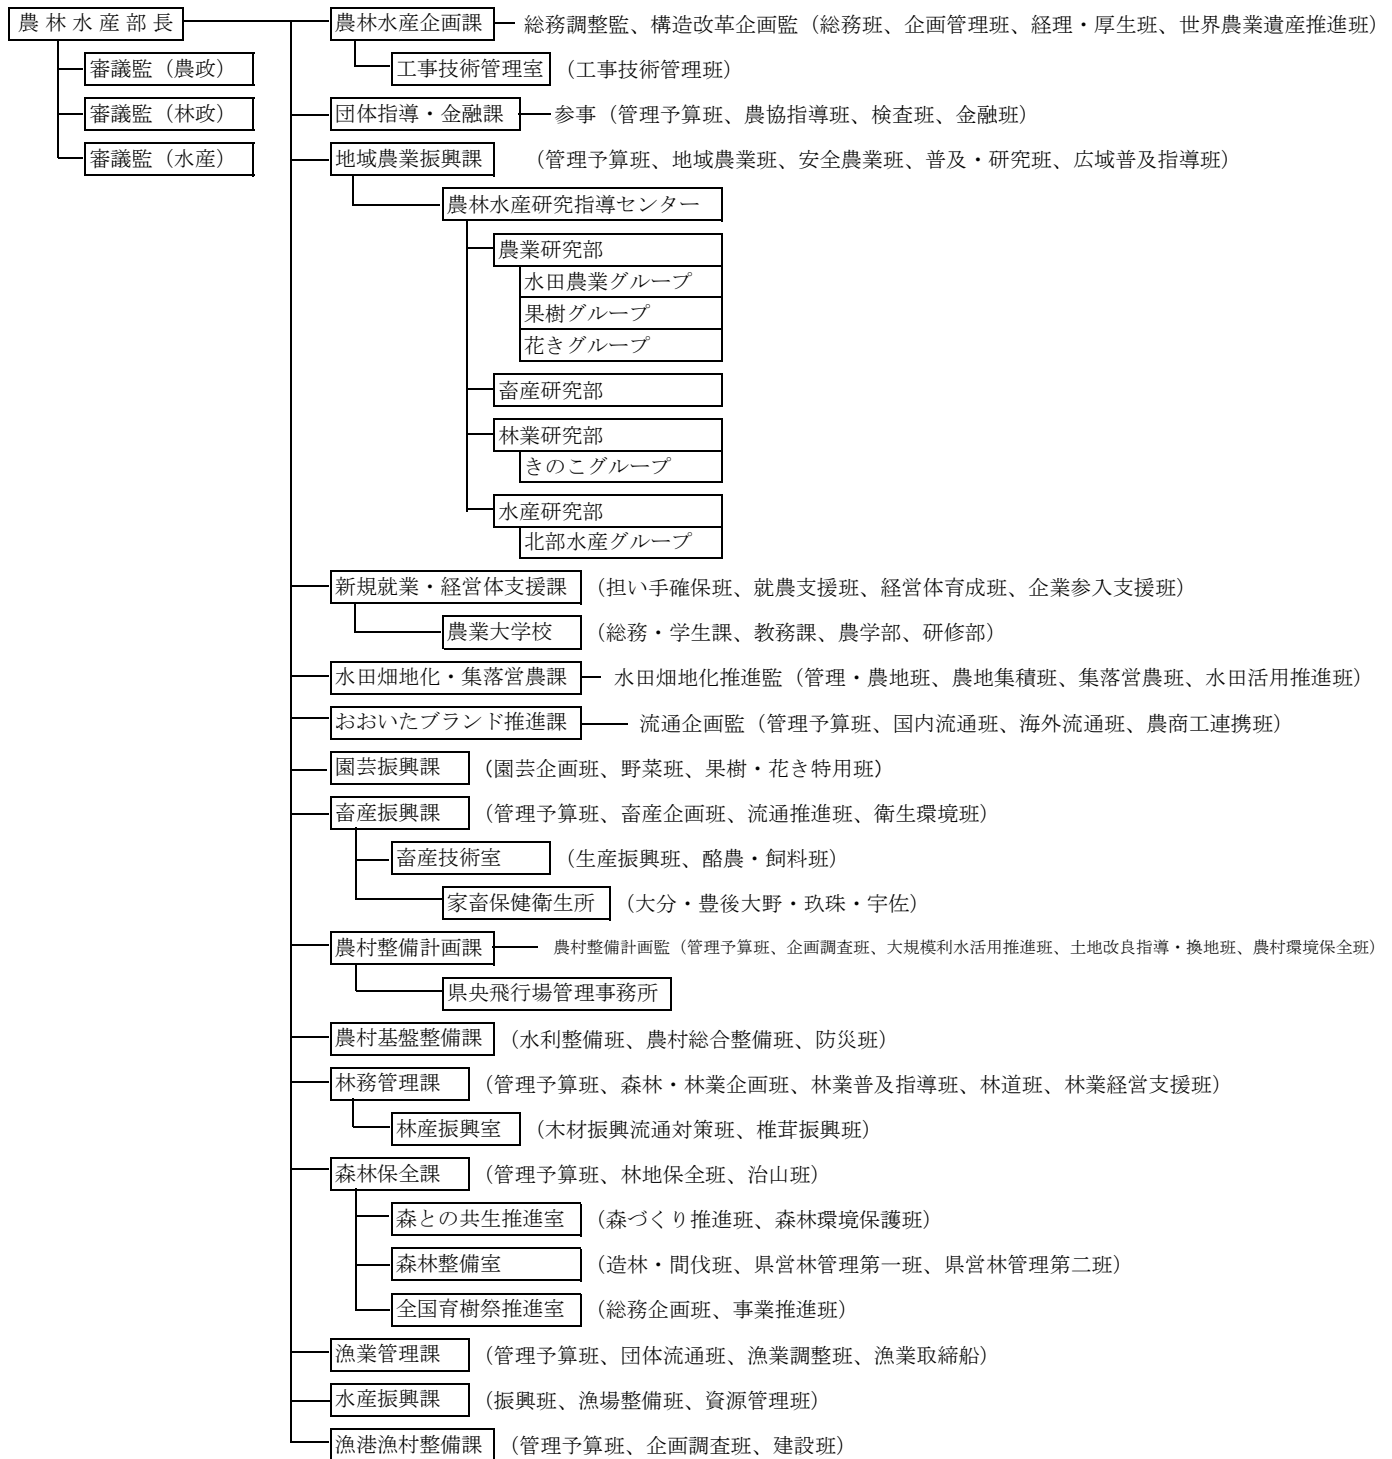 農林水産部長
審議監（農政）
審議監（林政）
審議監（水産）
農林水産企画課 総務調整監、構造改革企画監（総務班、企画管理班、経理・厚生班、世界農業遺産推進班）
工事技術管理室 （工事技術管理班）
団体指導・金融課 参事（管理予算班、農協指導班、検査班、金融班）
地域農業振興課 （管理予算班、地域農業班、安全農業班、普及・研究班、広域普及指導班）
農林水産研究指導センター
農業研究部
水田農業グループ
果樹グループ
花きグループ
畜産研究部
林業研究部
きのこグループ
水産研究部
北部水産グループ
新規就業・経営体支援課 （担い手確保班、就農支援班、経営体育成班、企業参入支援班）
農業大学校 （総務・学生課、教務課、農学部、研修部）
水田畑地化・集落営農課 水田畑地化推進監（管理・農地班、農地集積班、集落営農班、水田活用推進班）
おおいたブランド推進課 流通企画監（管理予算班、国内流通班、海外流通班、農商工連携班）
園芸振興課 （園芸企画班、野菜班、果樹・花き特用班）
畜産振興課 （管理予算班、畜産企画班、流通推進班、衛生環境班）
畜産技術室 （生産振興班、酪農・飼料班）
家畜保健衛生所 （大分・豊後大野・玖珠・宇佐）
農村整備計画課 農村整備計画監（管理予算班、企画調査班、大規模利水活用推進班、土地改良指導・換地班、農村環境保全班）
県央飛行場管理事務所
農村基盤整備課 （水利整備班、農村総合整備班、防災班）
林務管理課 （管理予算班、森林・林業企画班、林業普及指導班、林道班、林業経営支援班）
林産振興室 （木材振興流通対策班、椎茸振興班）
森林保全課 （管理予算班、林地保全班、治山班）
森との共生推進室 （森づくり推進班、森林環境保護班）
森林整備室 （造林・間伐班、県営林管理第一班、県営林管理第二班）
全国育樹祭推進室 （総務企画班、事業推進班）
漁業管理課 （管理予算班、団体流通班、漁業調整班、漁業取締船）
水産振興課 （振興班、漁場整備班、資源管理班）
漁港漁村整備課 （管理予算班、企画調査班、建設班）